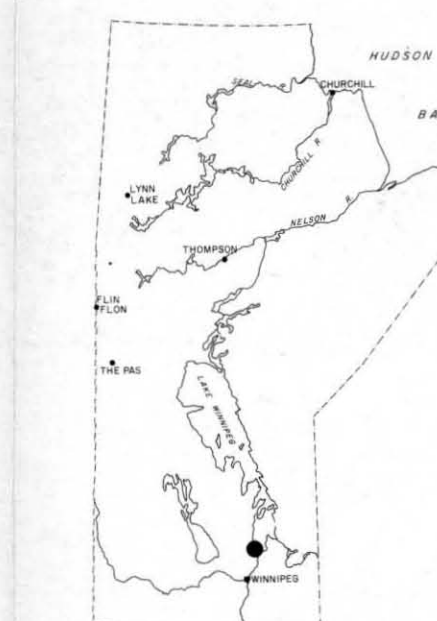 HUDSON
BA
SEAL R
CHURCHILL
CHURCHILL R
LYNN
LAKE
NELSON R.
THOMPSON
FLIN
FLON
THE PAS
LAKE WINNIPEG
WINNIPEG